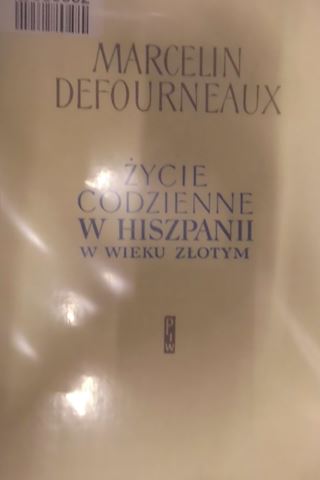 MARCELIN
DEFOURNEAUX
ŻYCIE
CODZIENNE
W HISZPANII
W WIEKU ZŁOTYM
PIW